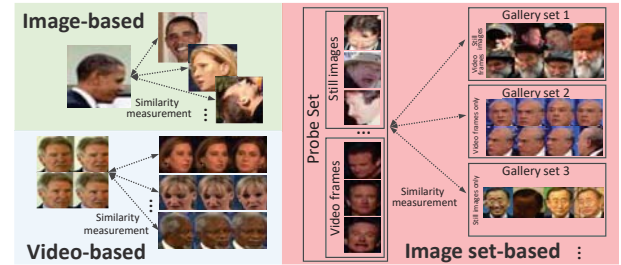 Image-based
Similarity
measurement
...
Similarity
measurement
...
Video-based
Probe Set
Still images
...
Video frames
Similarity
measurement
Gallery set 1
Still
images
Video
frames
Gallery set 2
Video frames only
Gallery set 3
Still images only
Image set-based
...